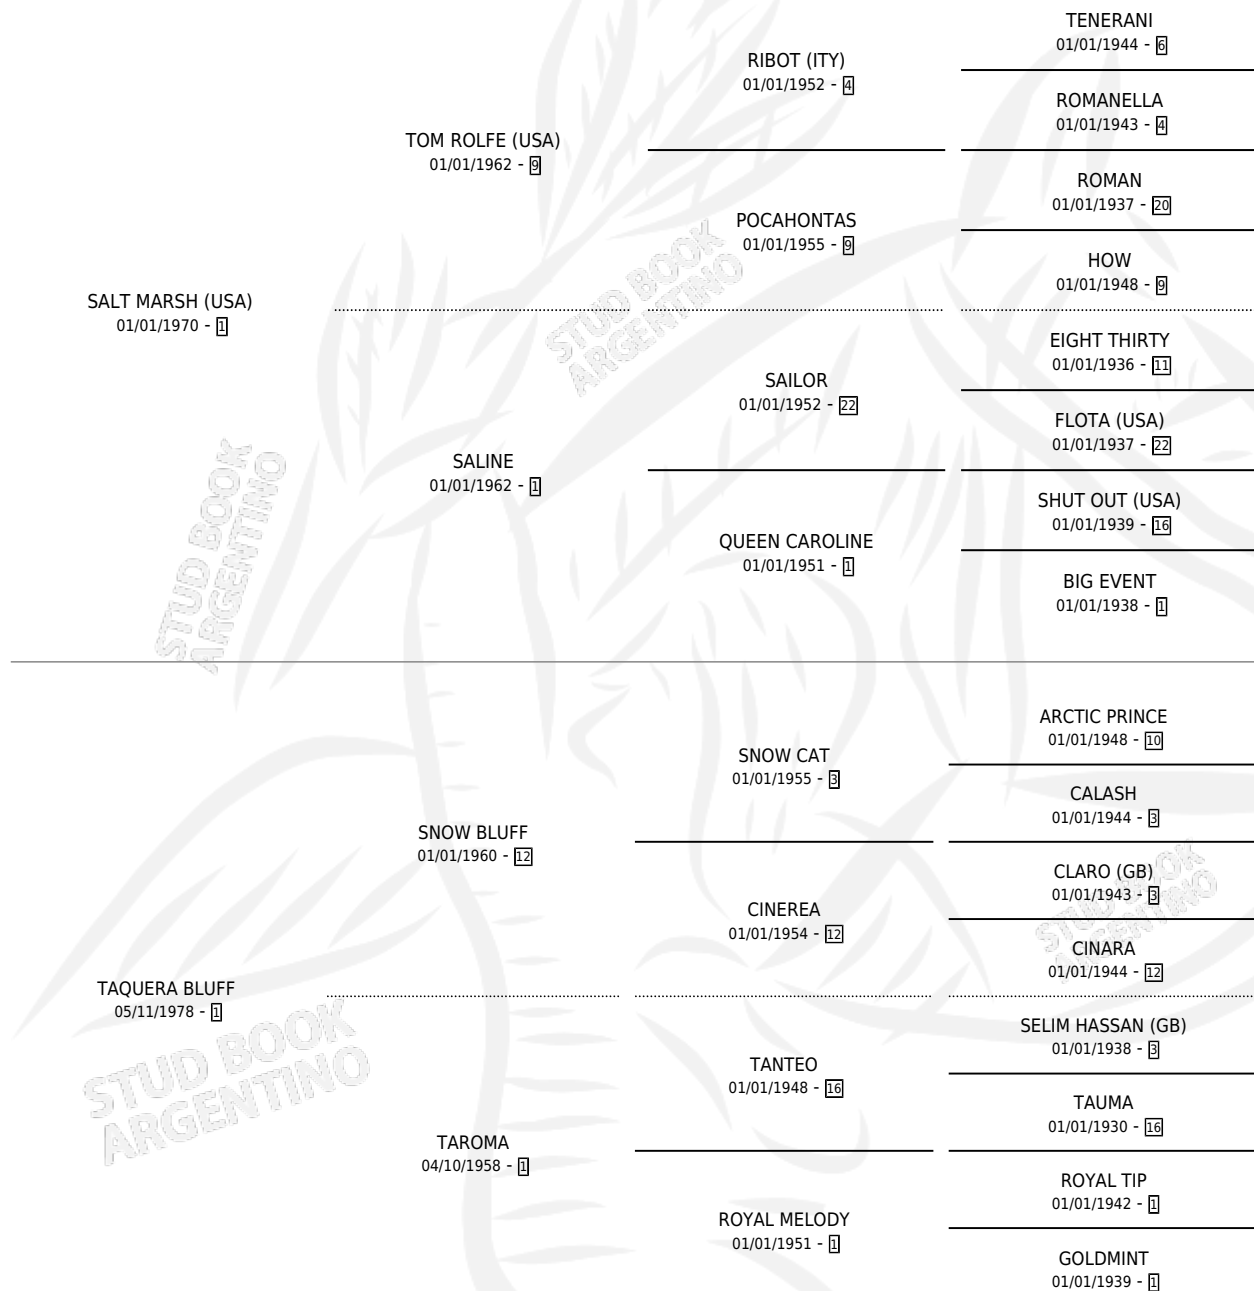 TENERANI
01/01/1944 - 6
RIBOT (ITY)
01/01/1952 - 4
ROMANELLA
01/01/1943 - 4
TOM ROLFE (USA)
01/01/1962 - 9
ROMAN
01/01/1937 - 20
POCAHONTAS
01/01/1955 - 9
HOW
01/01/1948 - 9
SALT MARSH (USA)
01/01/1970 - 1
EIGHT THIRTY
01/01/1936 - 11
SAILOR
01/01/1952 - 22
FLOTA (USA)
01/01/1937 - 22
SALINE
01/01/1962 - 1
SHUT OUT (USA)
01/01/1939 - 16
QUEEN CAROLINE
01/01/1951 - 1
BIG EVENT
01/01/1938 - 1
ARCTIC PRINCE
01/01/1948 - 10
SNOW CAT
01/01/1955 - 3
CALASH
01/01/1944 - 3
SNOW BLUFF
01/01/1960 - 12
CLARO (GB)
01/01/1943 - 3
CINEREA
01/01/1954 - 12
CINARA
01/01/1944 - 12
TAQUERA BLUFF
05/11/1978 - 1
SELIM HASSAN (GB)
01/01/1938 - 3
TANTEO
01/01/1948 - 16
TAUMA
01/01/1930 - 16
TAROMA
04/10/1958 - 1
ROYAL TIP
01/01/1942 - 1
ROYAL MELODY
01/01/1951 - 1
GOLDMINT
01/01/1939 - 1
STUD BOOK
ARGENTINO
STUD BOOK
ARGENTINO
STUD BOOK
ARGENTINO
STUD BOOK
ARGENTINO